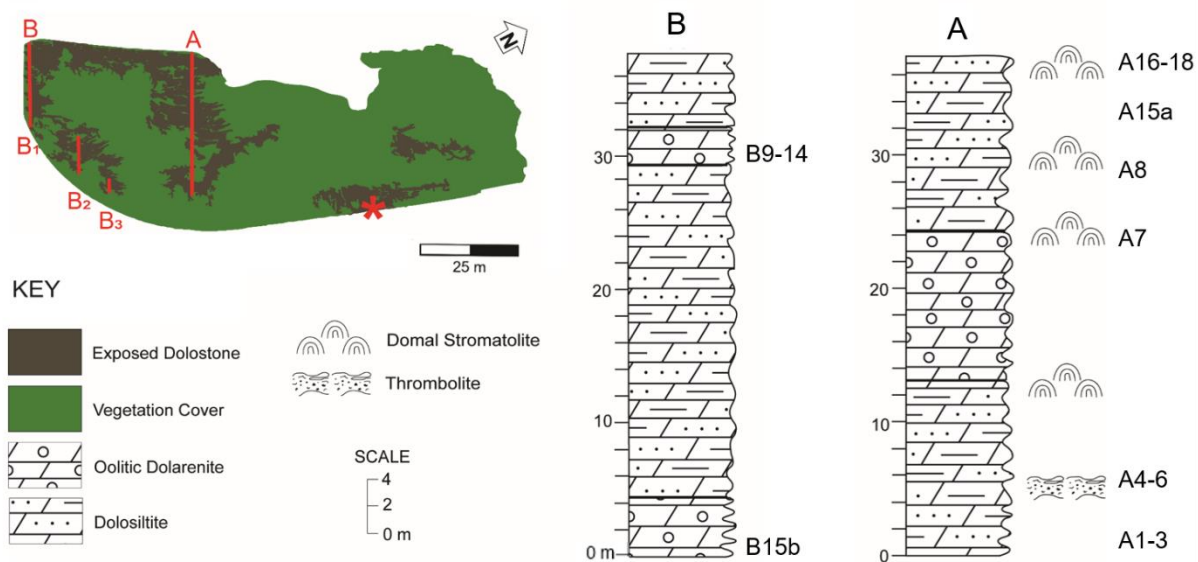 B
A
N
B₁
B₂
B₃
*
25 m
KEY
Exposed Dolostone
Vegetation Cover
Oolitic Dolarenite
Dolosiltite
Domal Stromatolite
Thrombolite
SCALE
4
2
0 m
B
30
20
10
0 m
B9-14
B15b
A
30
20
10
0
A16-18
A15a
A8
A7
A4-6
A1-3